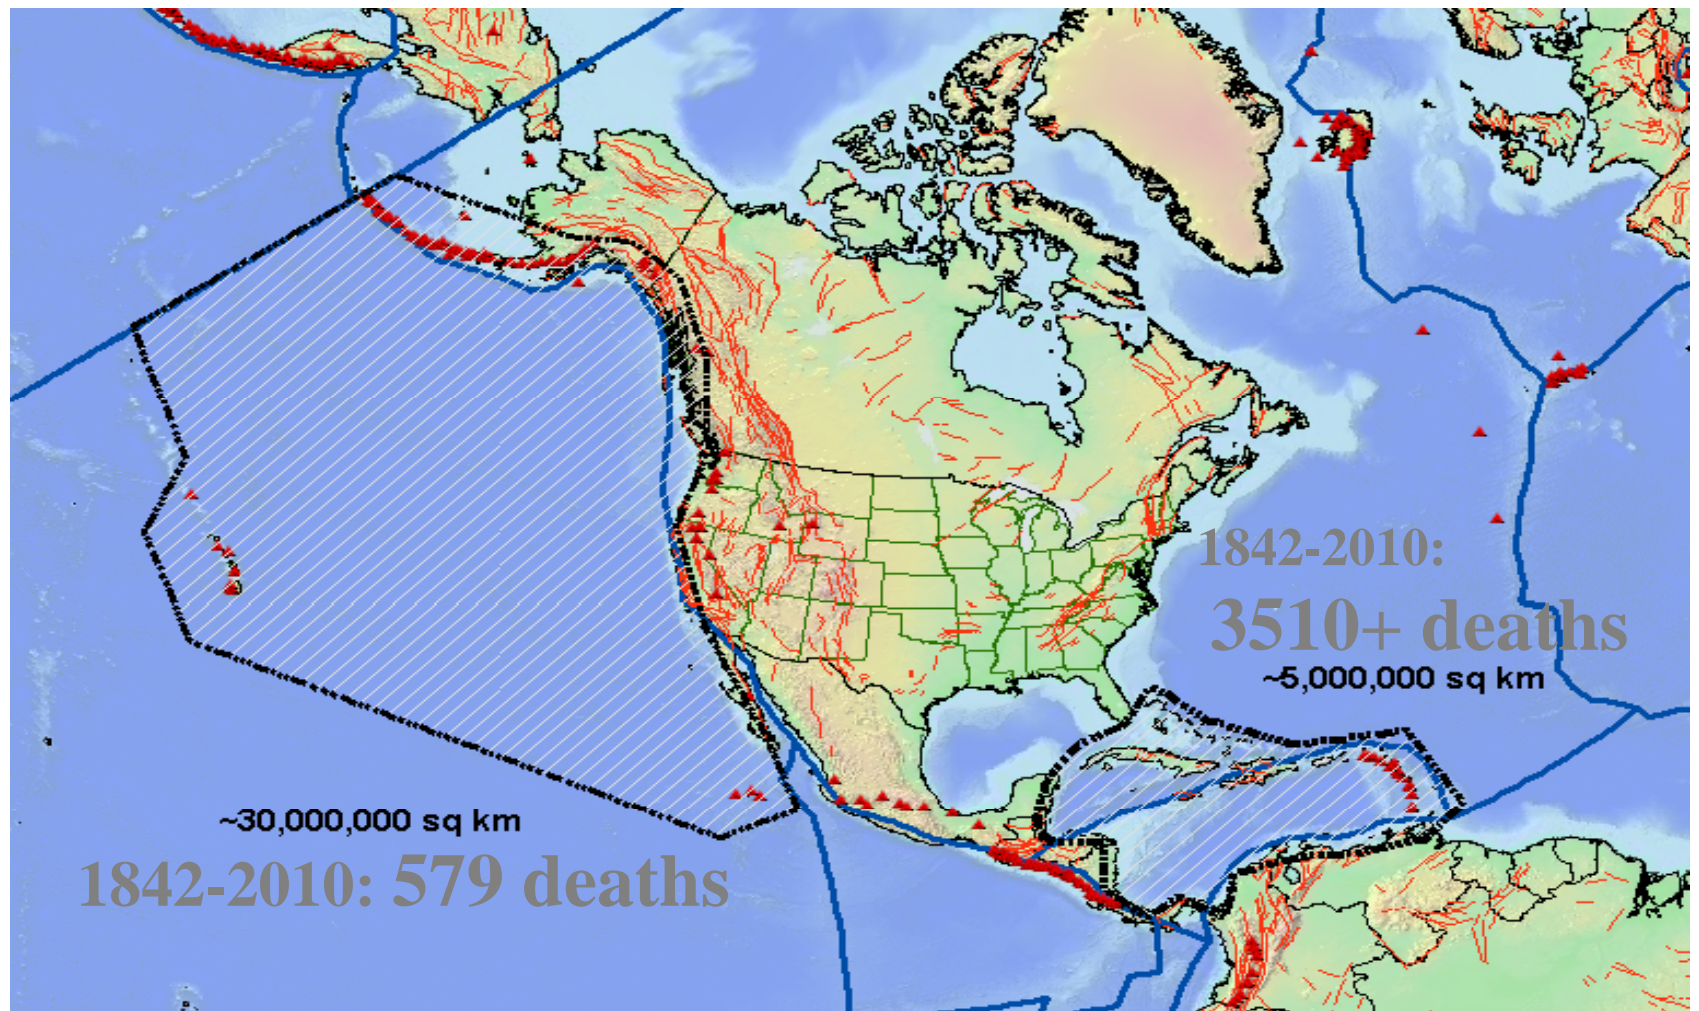 1842-2010:
3510+ deaths
~5,000,000 sq km
~30,000,000 sq km
1842-2010: 579 deaths